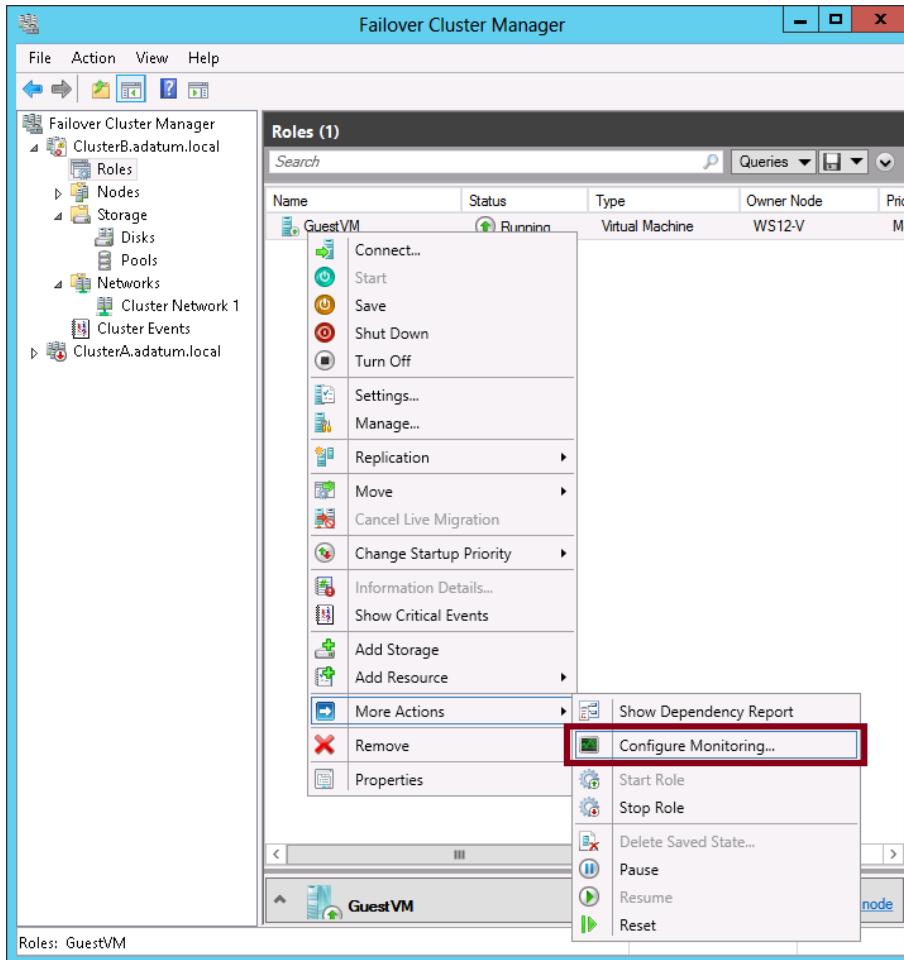 Failover Cluster Manager
File Action View Help
Failover Cluster Manager
ClusterB.adatum.local
Roles
Nodes
Storage
Disks
Pools
Networks
Cluster Network 1
Cluster Events
ClusterA.adatum.local
Roles (1)
Search Queries
Name Status Type Owner Node
GuestVM Running Virtual Machine WS12-V M
Connect...
Start
Save
Shut Down
Turn Off
Settings...
Manage...
Replication
Move
Cancel Live Migration
Change Startup Priority
Information Details...
Show Critical Events
Add Storage
Add Resource
More Actions
Remove
Properties
Show Dependency Report
Configure Monitoring...
Start Role
Stop Role
Delete Saved State...
Pause
Resume
Reset
GuestVM node
Roles: GuestVM